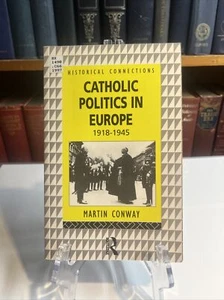 HISTORICAL CONNECTIONS
CATHOLIC
POLITICS IN
EUROPE
1918-1945
MARTIN CONWAY